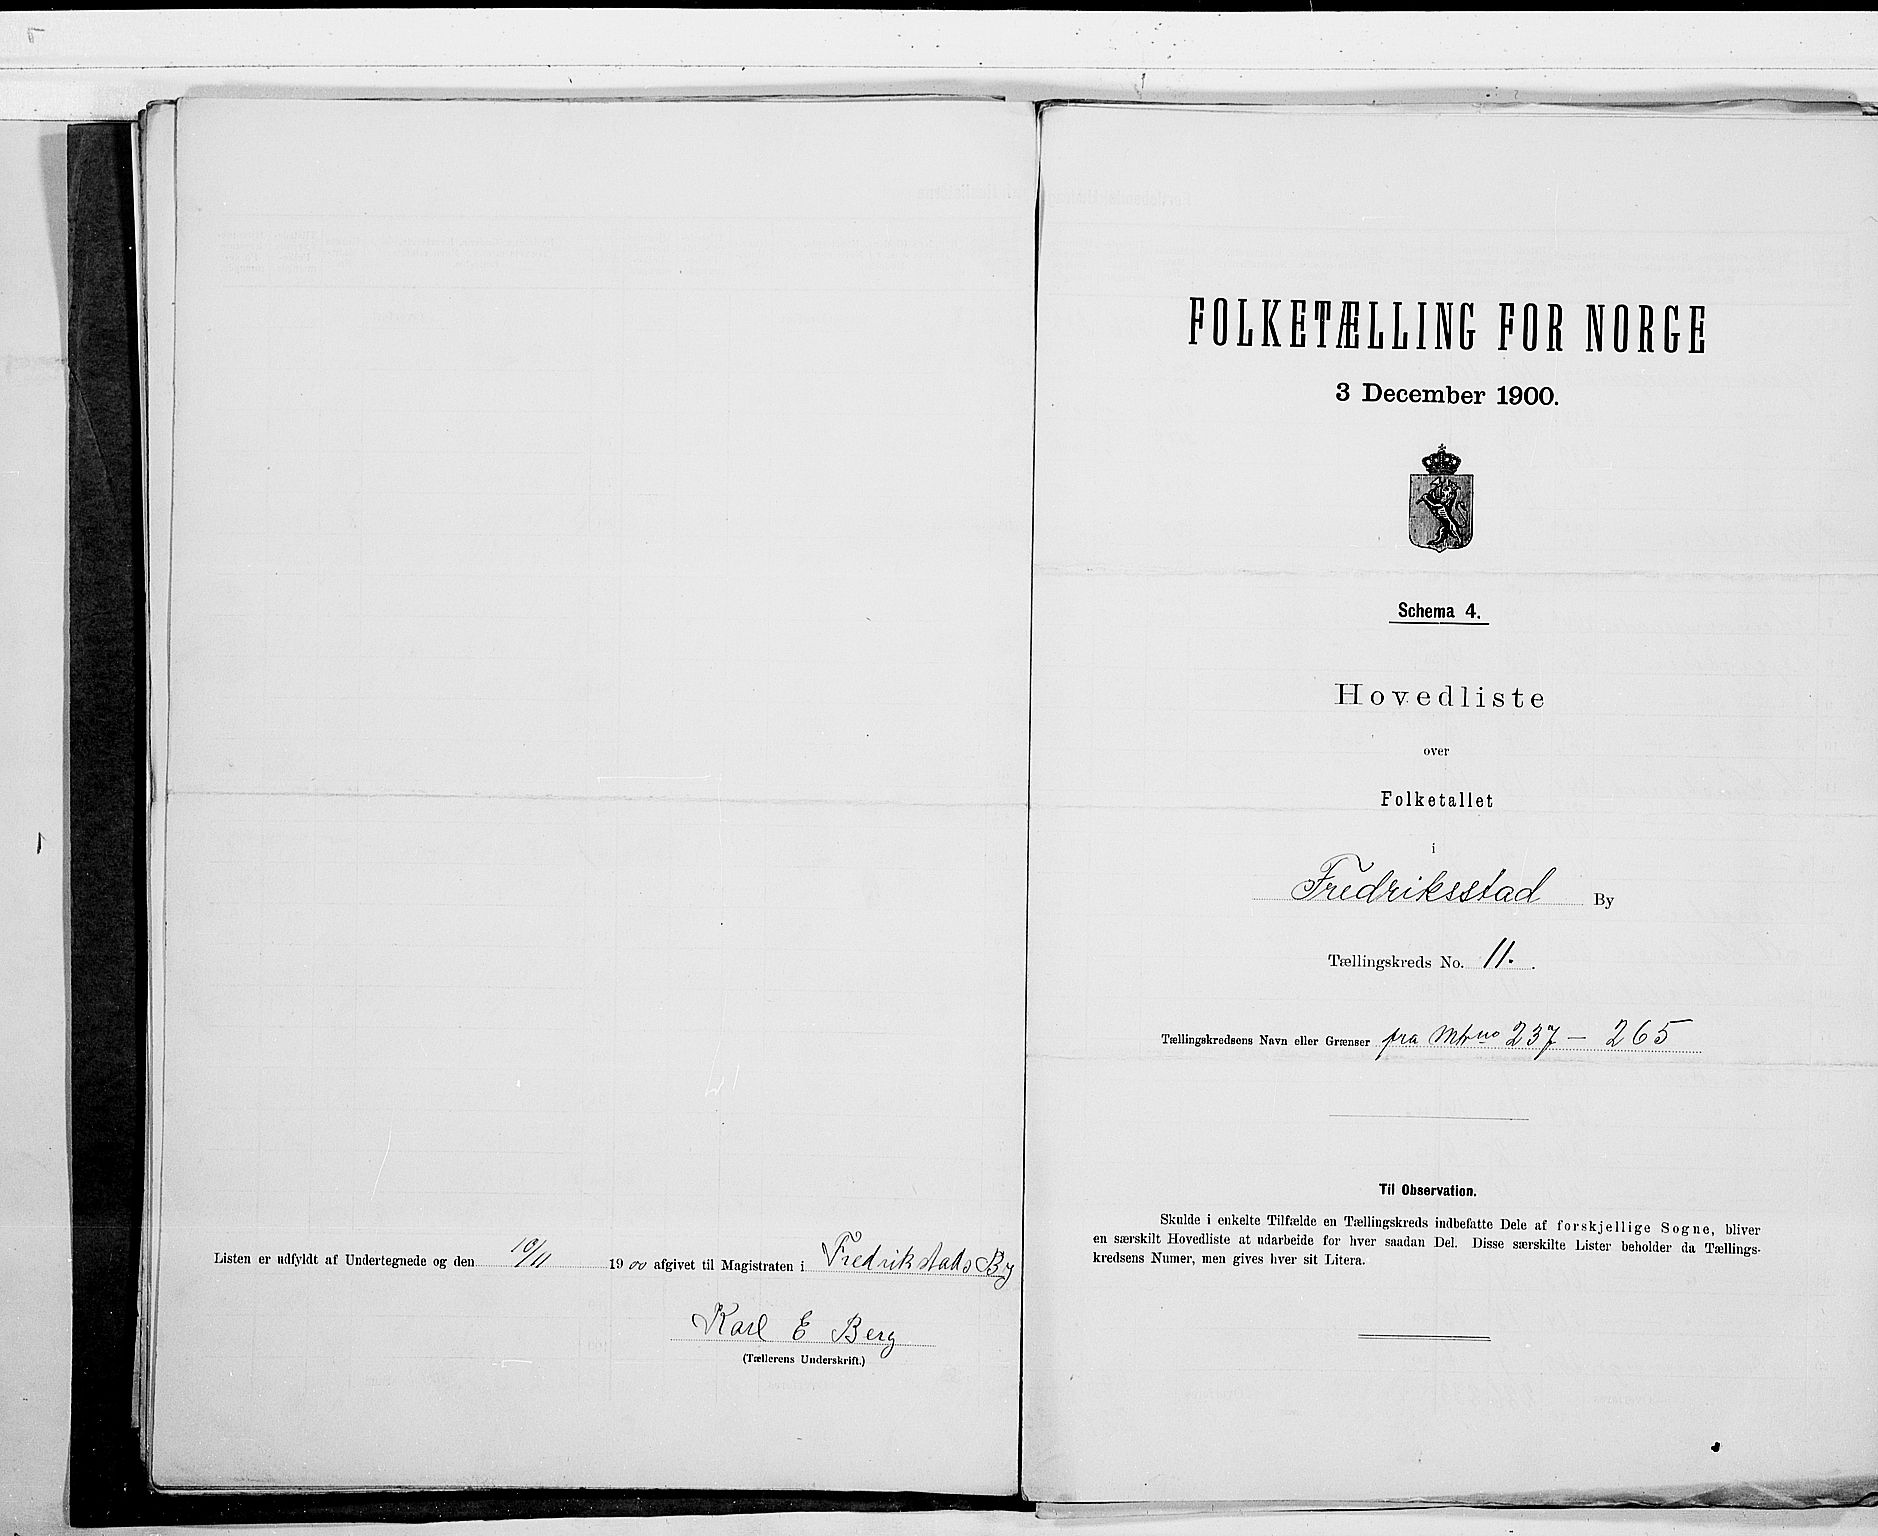 Listen er udfyldt af Undertegnede og den 10/11 1900 afgivet til Magistraten i Fredrikstads By
Karl E Berg
(Tællerens Underskrift.)
FOLKETÆLLING FOR NORGE
3 December 1900.
Schema 4.
Hovedliste
over
Folketallet
i
Fredriksstad By
Tællingskreds No. 11.
Tællingskredsens Navn eller Grænser fra Mtrno 237 — 265
Til Observation.
Skulde i enkelte Tilfælde en Tællingskreds indbefatte Dele af forskjellige Sogne, bliver
en særskilt Hovedliste at udarbeide for hver saadan Del. Disse særskilte Lister beholder da Tællings-
kredsens Numer, men gives hver sit Litera.